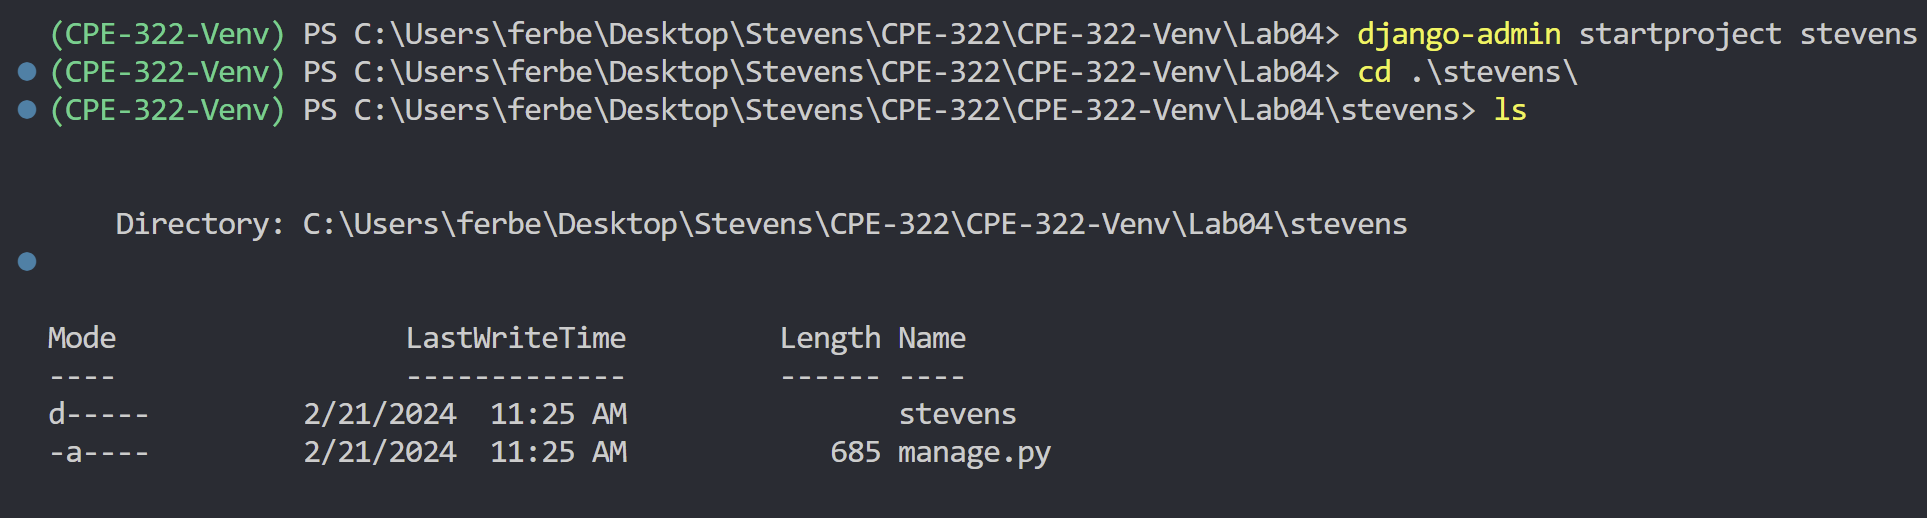 (CPE-322-Venv) PS C:\Users\ferbe\Desktop\Stevens\CPE-322\CPE-322-Venv\Lab04> django-admin startproject stevens
(CPE-322-Venv) PS C:\Users\ferbe\Desktop\Stevens\CPE-322\CPE-322-Venv\Lab04> cd .\stevens\
(CPE-322-Venv) PS C:\Users\ferbe\Desktop\Stevens\CPE-322\CPE-322-Venv\Lab04\stevens> ls
Directory: C:\Users\ferbe\Desktop\Stevens\CPE-322\CPE-322-Venv\Lab04\stevens
Mode                 LastWriteTime         Length Name
----                 -------------         ------ ----
d-----         2/21/2024  11:25 AM                stevens
-a----         2/21/2024  11:25 AM            685 manage.py